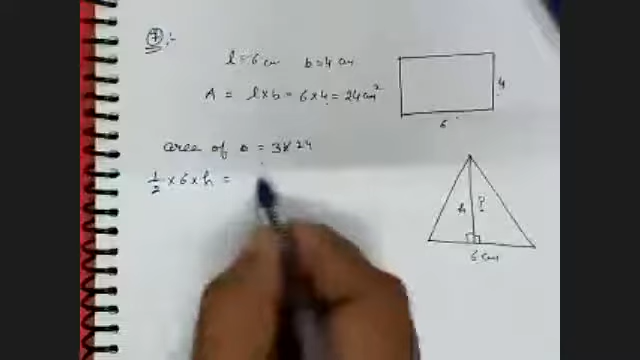 7 :-
l = 6 cm b = 4 cm
A = l × b = 6 × 4 = 24 cm²
4
6
area of Δ = 3 × 24
1/2 × 6 × h =
h ?
6 cm